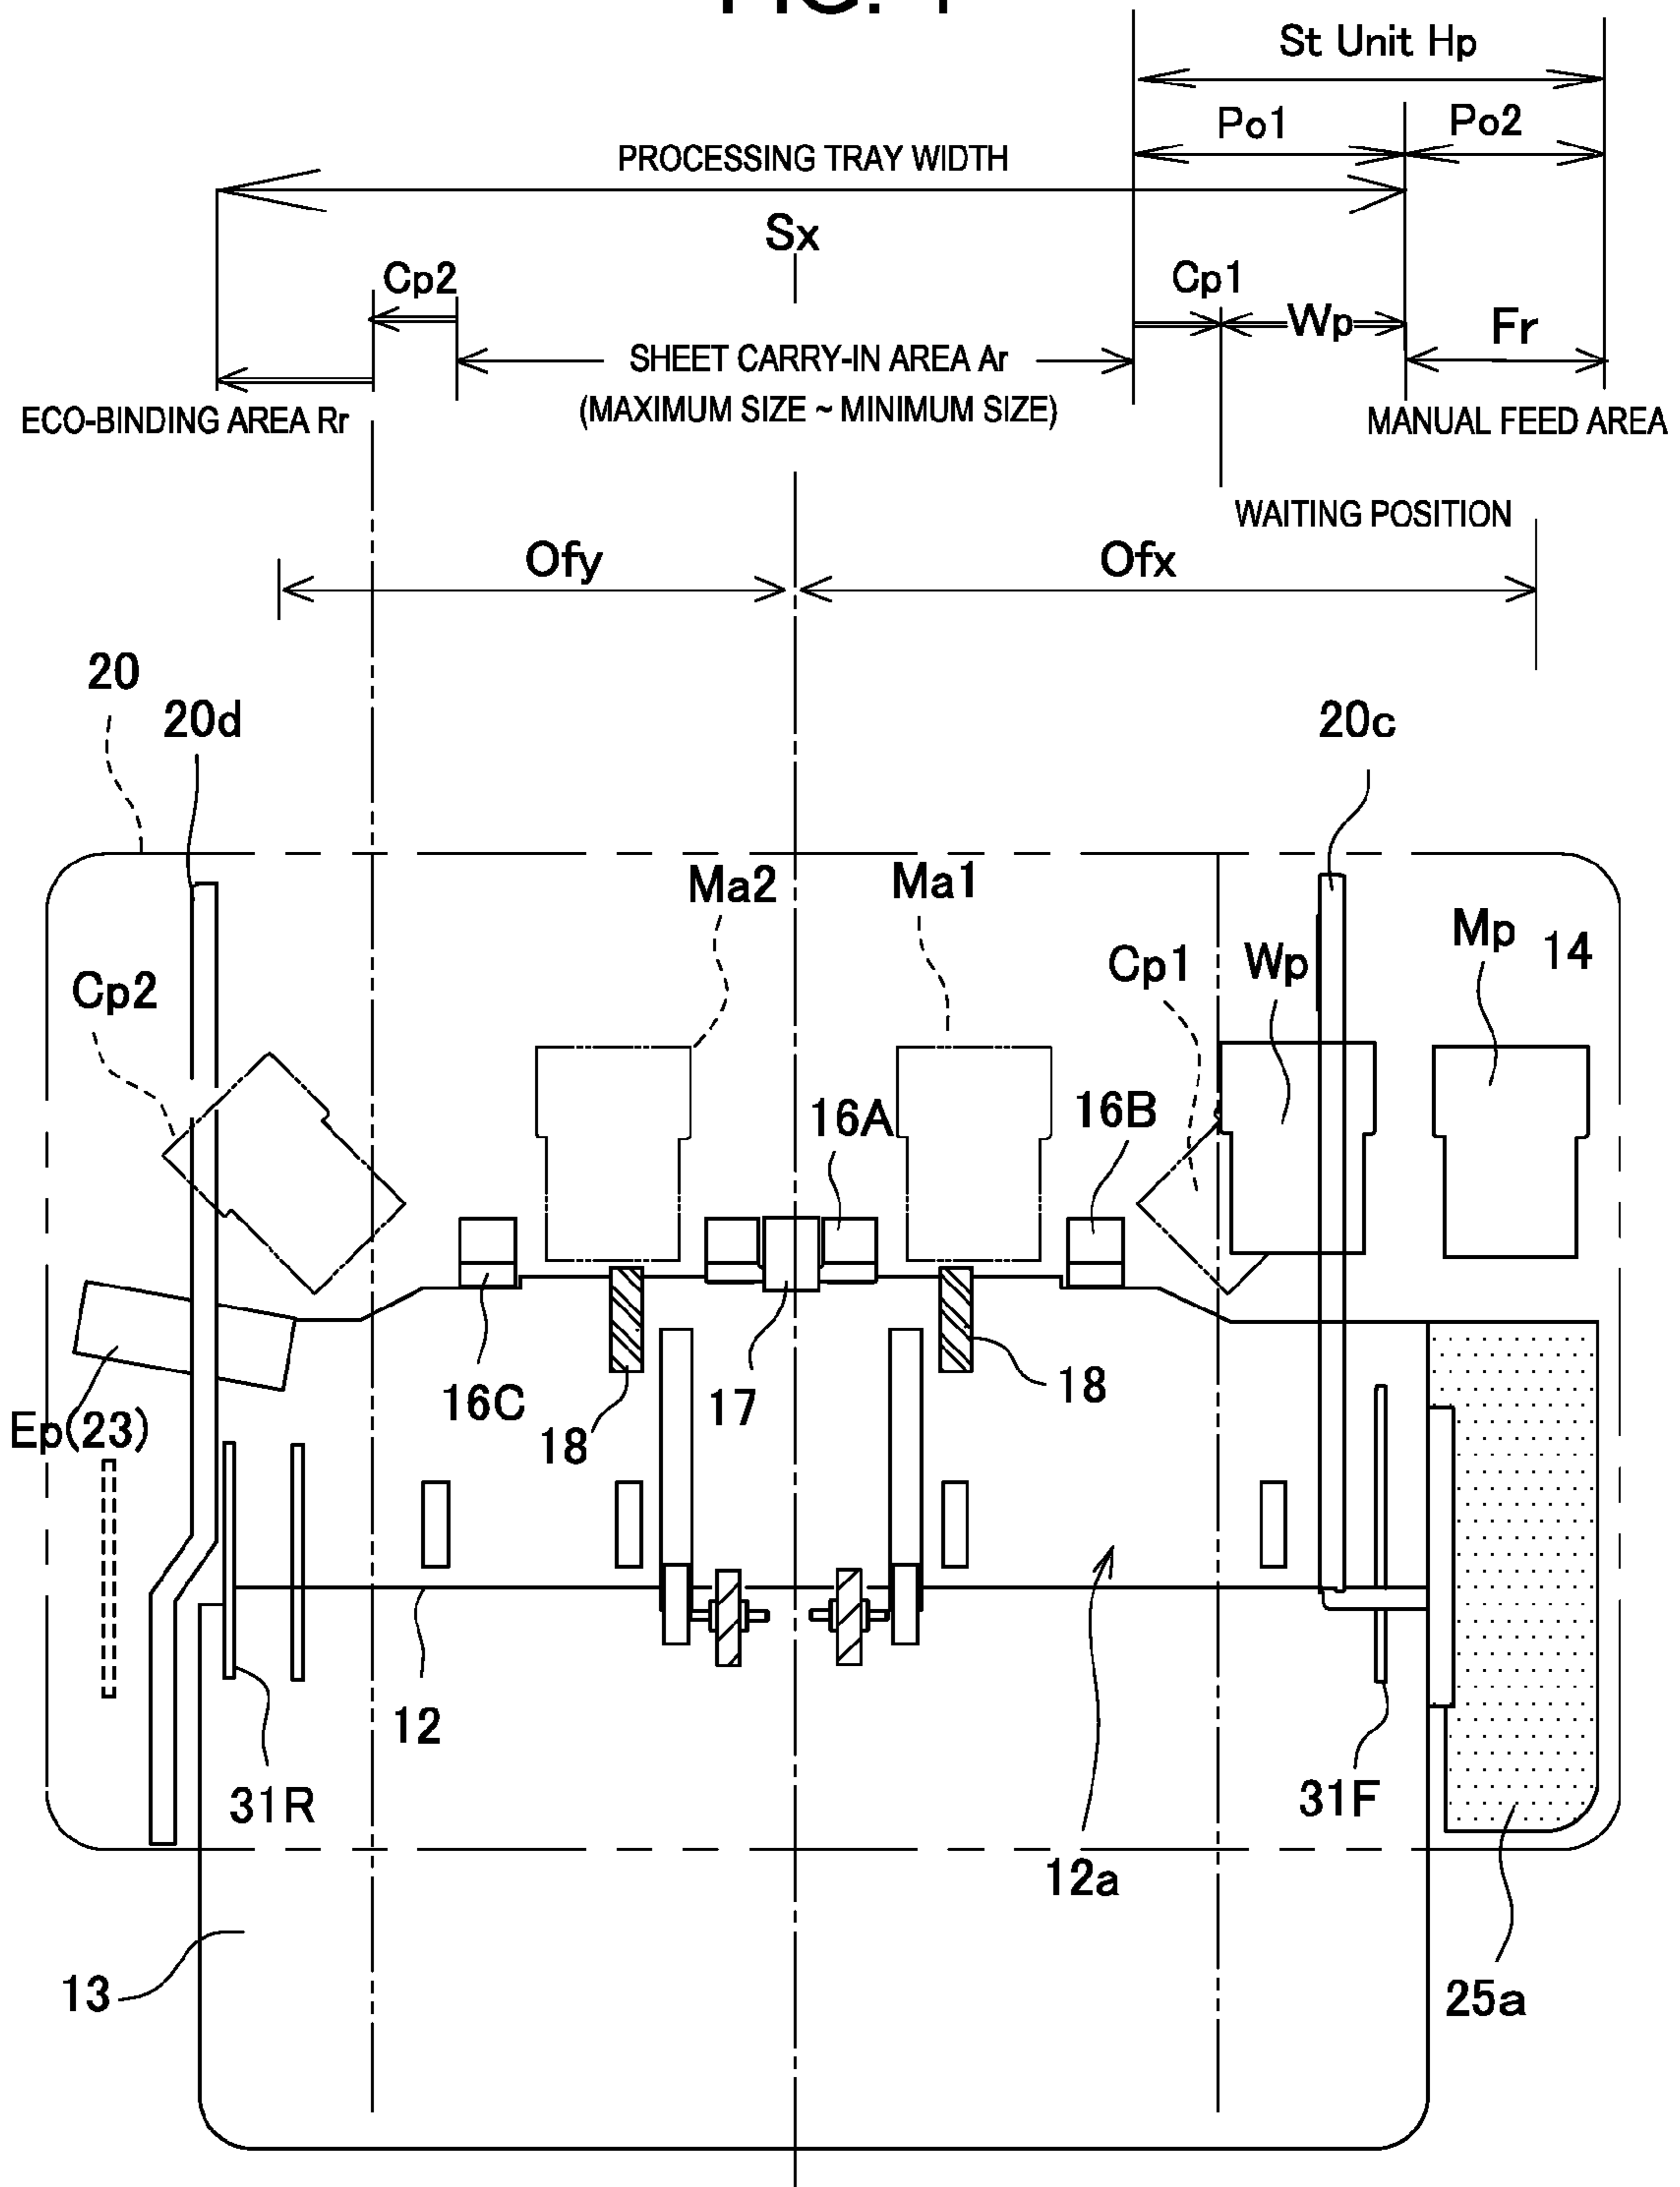 St Unit Hp
Po1
Po2
PROCESSING TRAY WIDTH
Sx
Cp2
Cp1
Wp
Fr
SHEET CARRY-IN AREA Ar
(MAXIMUM SIZE ~ MINIMUM SIZE)
ECO-BINDING AREA Rr
MANUAL FEED AREA
WAITING POSITION
Ofy
Ofx
20
20d
20c
Ma2
Ma1
Mp
14
Cp2
Cp1
Wp
16A
16B
16C
17
18
18
Ep(23)
12
31R
31F
12a
13
25a